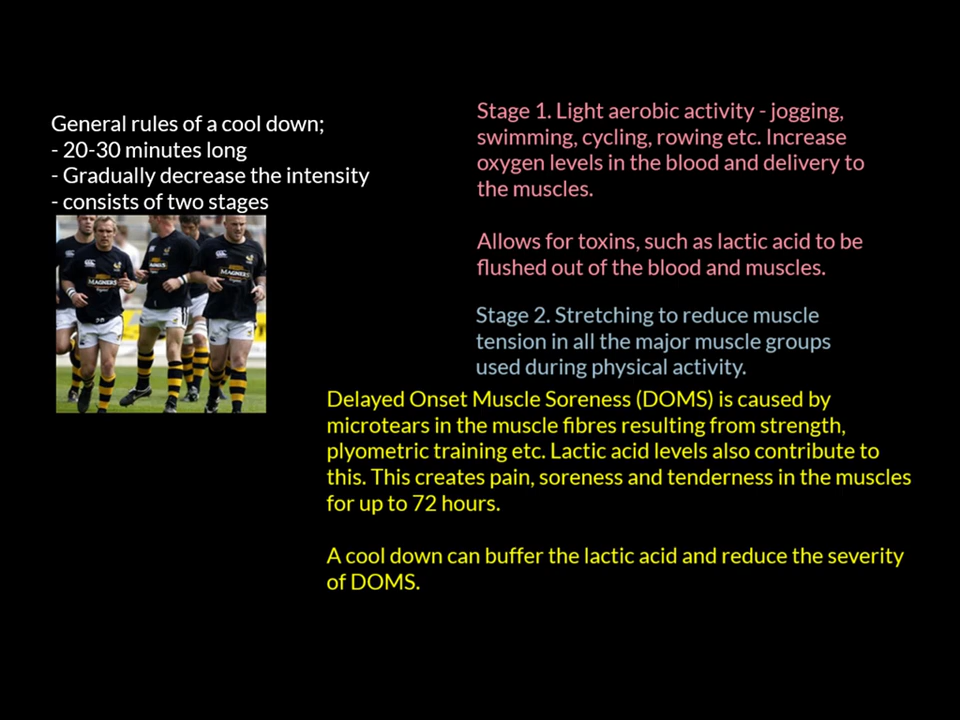 General rules of a cool down;
- 20-30 minutes long
- Gradually decrease the intensity
- consists of two stages
MAGNERS
MAGNERS
Stage 1. Light aerobic activity - jogging,
swimming, cycling, rowing etc. Increase
oxygen levels in the blood and delivery to
the muscles.
Allows for toxins, such as lactic acid to be
flushed out of the blood and muscles.
Stage 2. Stretching to reduce muscle
tension in all the major muscle groups
used during physical activity.
Delayed Onset Muscle Soreness (DOMS) is caused by
microtears in the muscle fibres resulting from strength,
plyometric training etc. Lactic acid levels also contribute to
this. This creates pain, soreness and tenderness in the muscles
for up to 72 hours.
A cool down can buffer the lactic acid and reduce the severity
of DOMS.